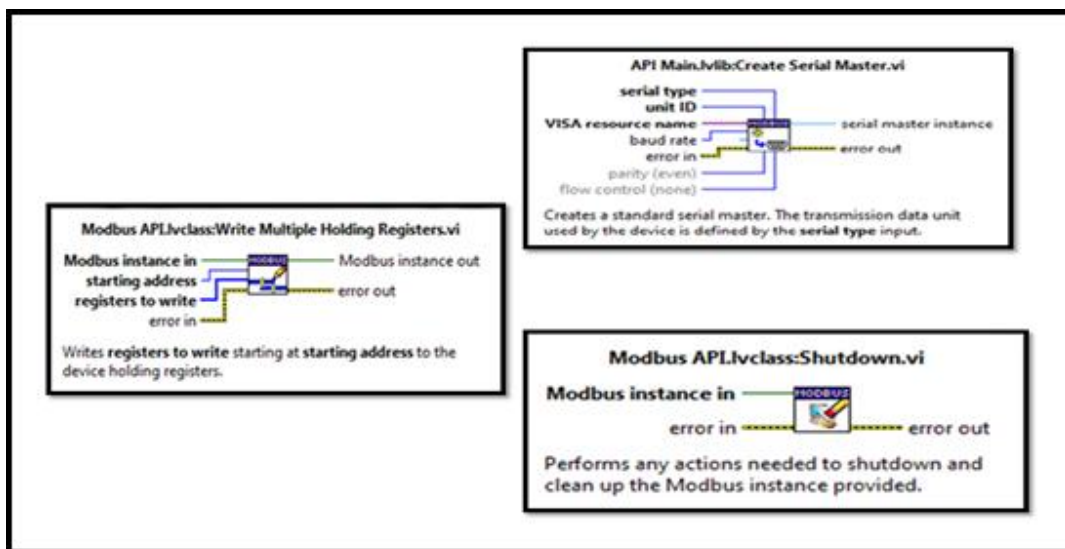 API Main.lvlib:Create Serial Master.vi
serial type
unit ID
VISA resource name
baud rate
error in
parity (even)
flow control (none)
MODBUS
serial master instance
error out
Creates a standard serial master. The transmission data unit
used by the device is defined by the serial type input.
Modbus API.lvclass:Write Multiple Holding Registers.vi
Modbus instance in
starting address
registers to write
error in
MODBUS
Modbus instance out
error out
Writes registers to write starting at starting address to the
device holding registers.
Modbus API.lvclass:Shutdown.vi
Modbus instance in
error in
MODBUS
error out
Performs any actions needed to shutdown and
clean up the Modbus instance provided.